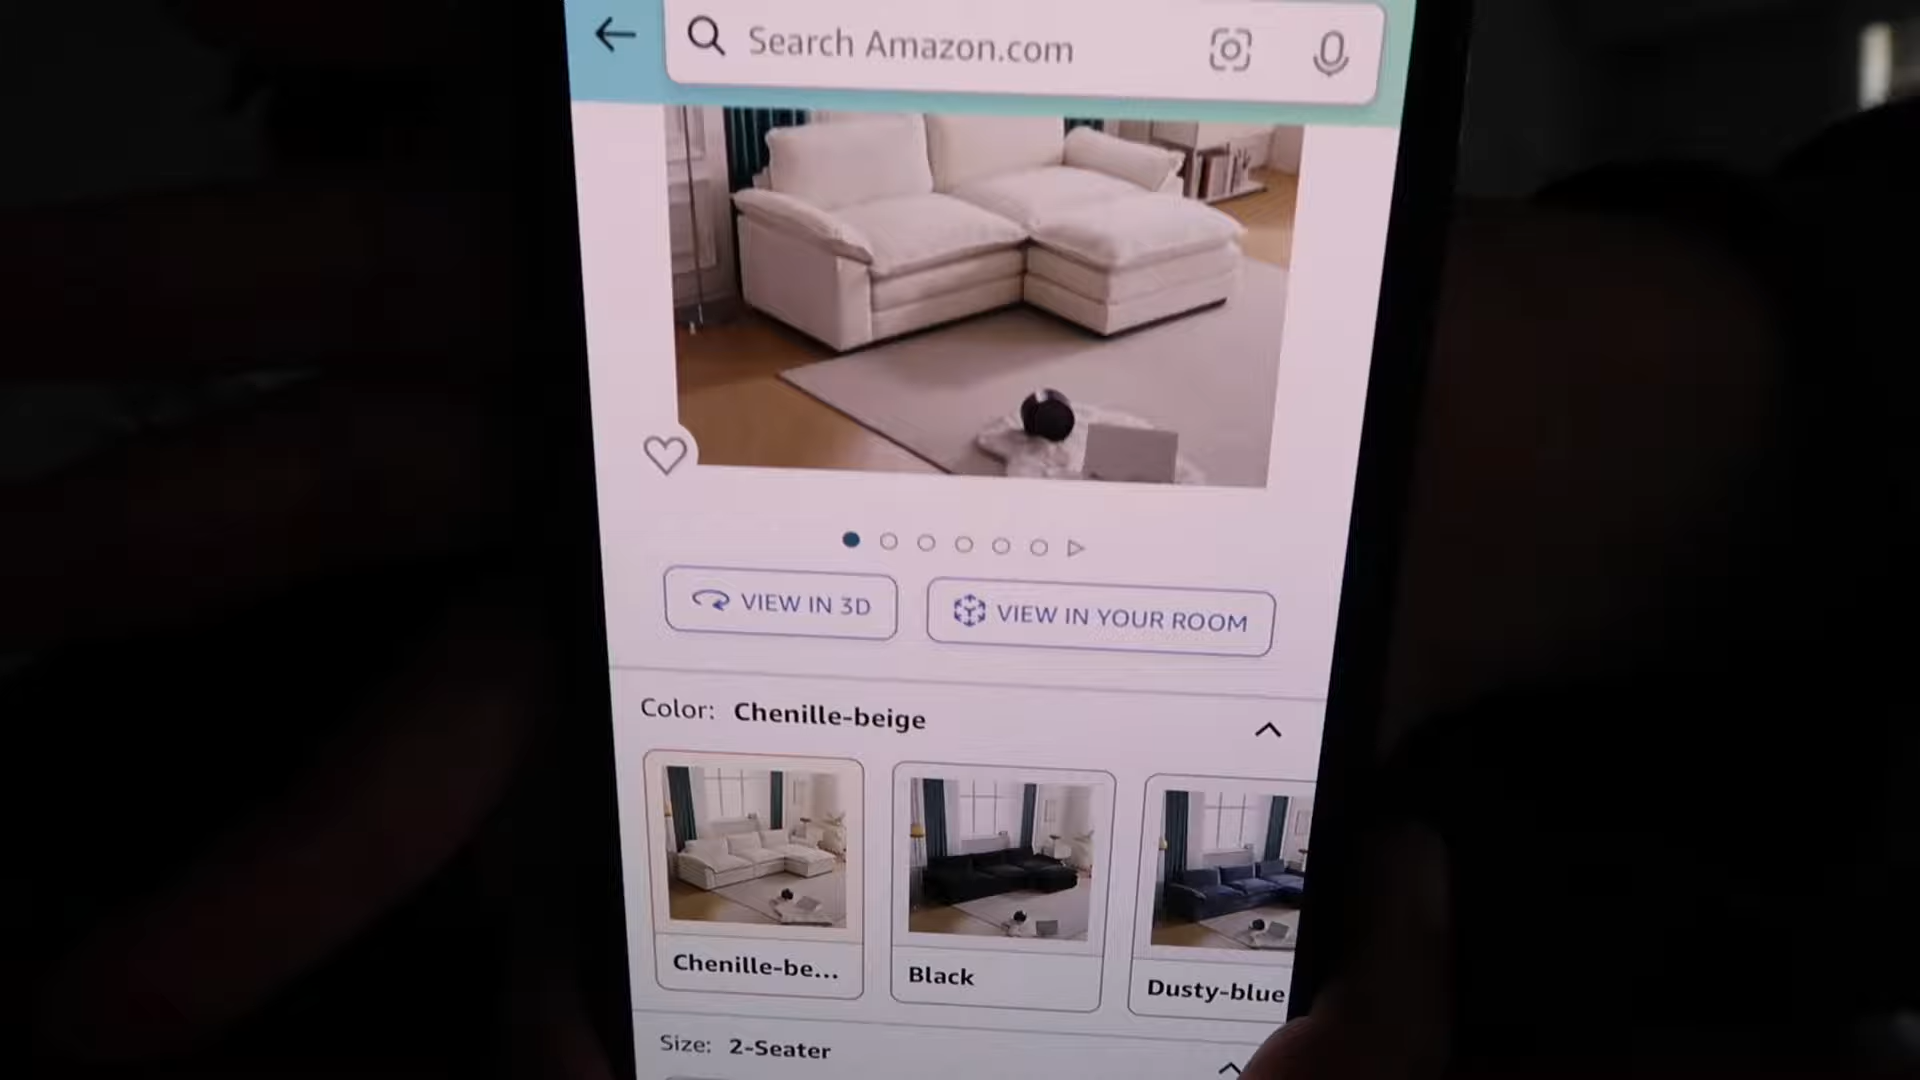 Search Amazon.com
VIEW IN 3D
VIEW IN YOUR ROOM
Color: Chenille-beige
Chenille-be...
Black
Dusty-blue
Size: 2-Seater